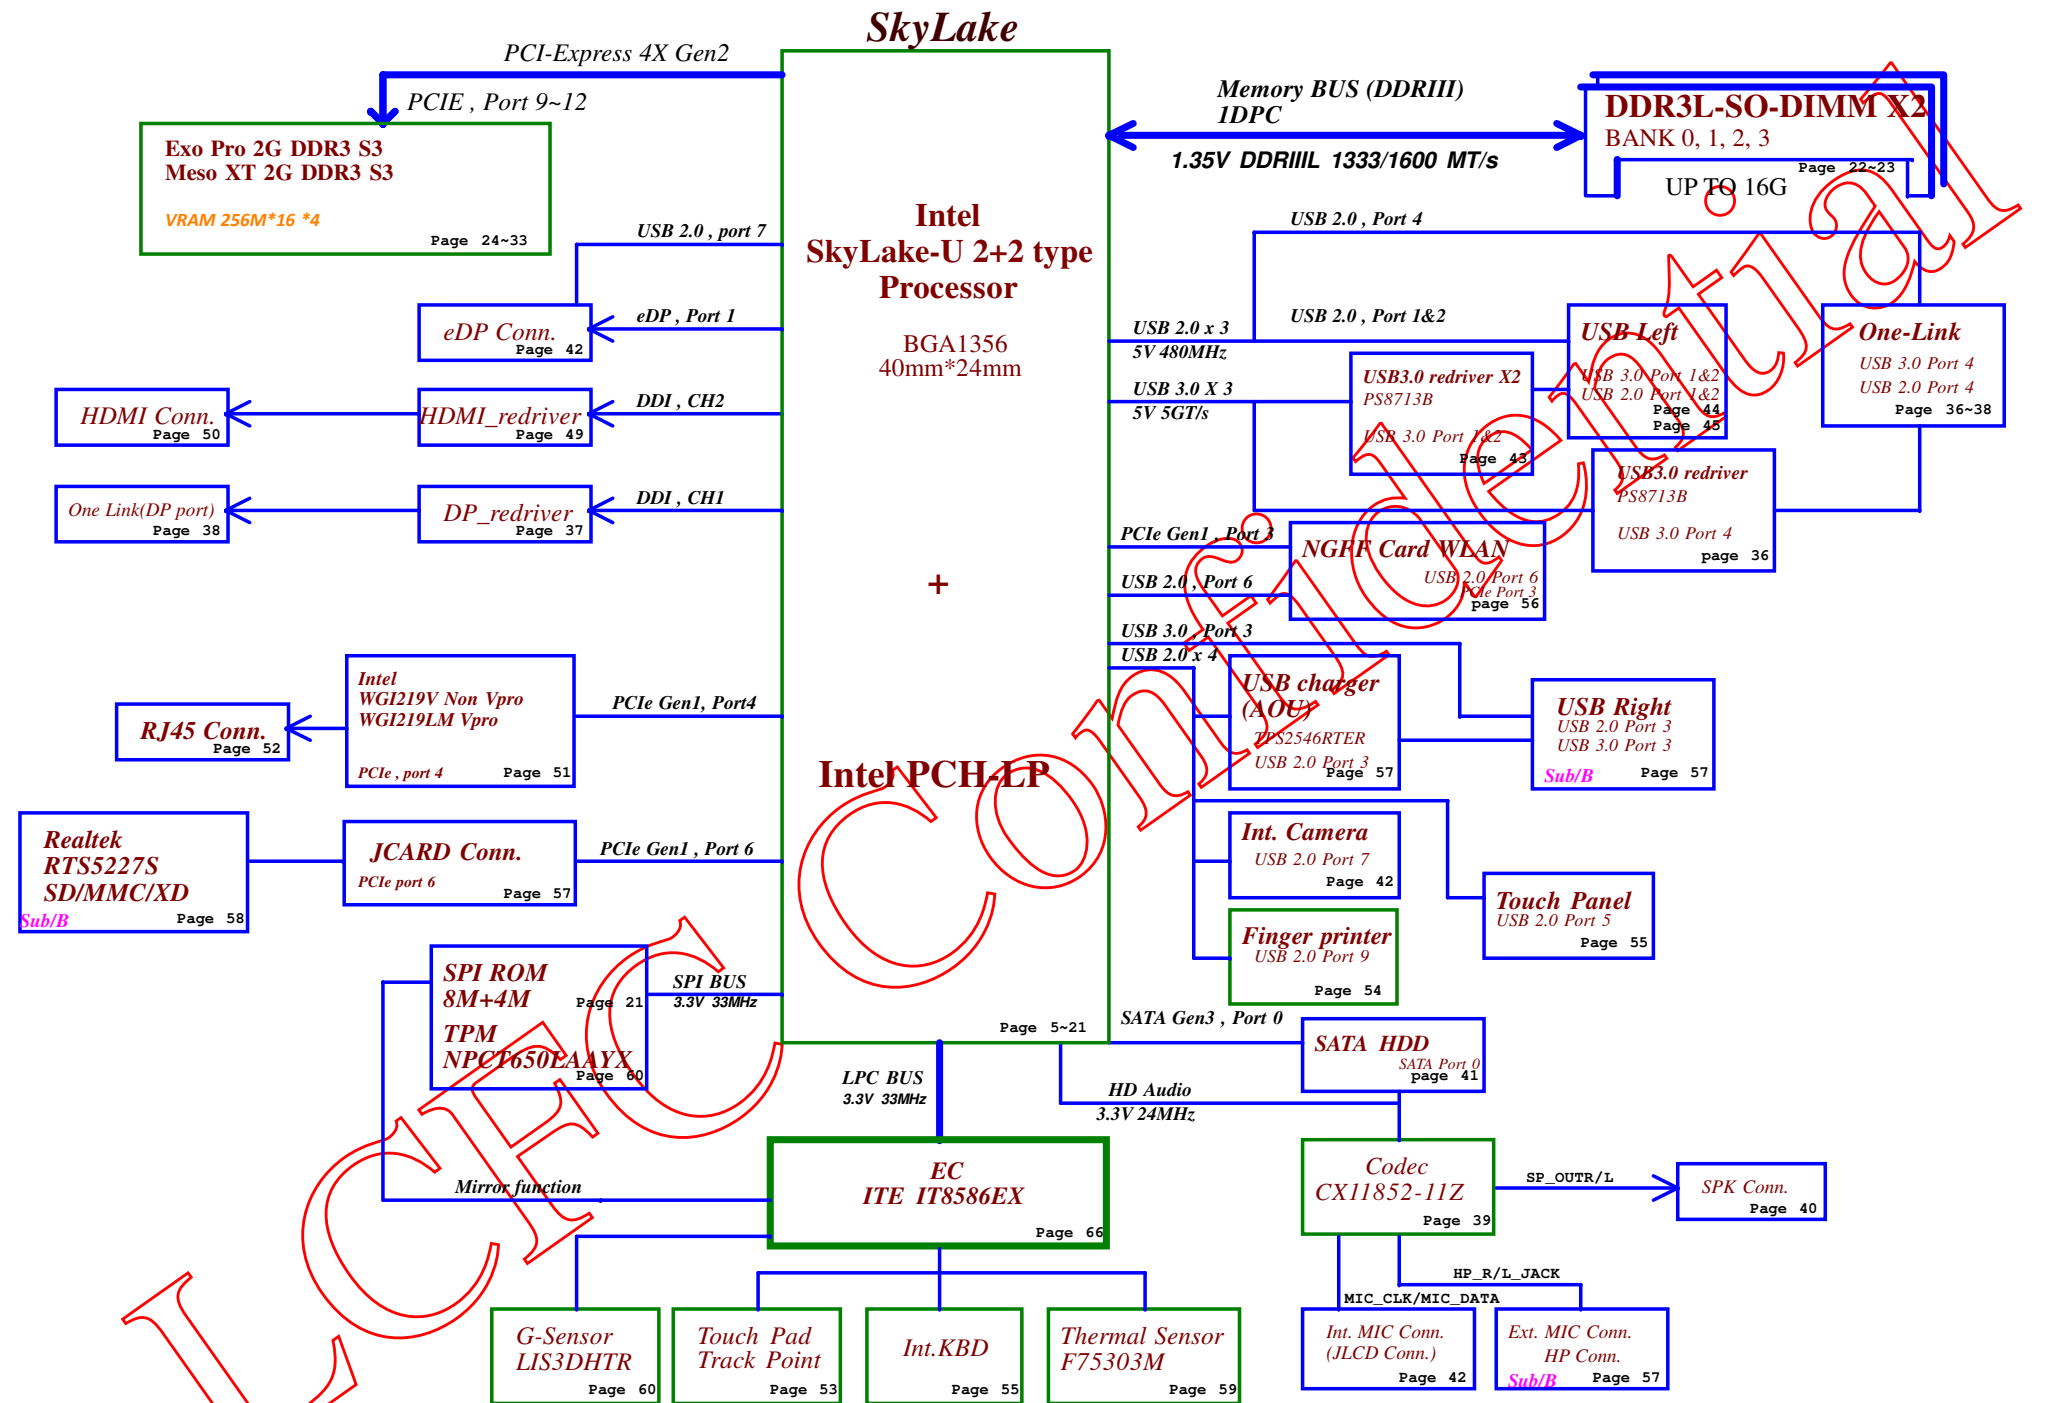 SkyLake
PCI-Express 4X Gen2
PCIE , Port 9~12
Exo Pro 2G DDR3 S3
Meso XT 2G DDR3 S3
VRAM 256M*16 *4
Page 24~33
USB 2.0 , port 7
eDP Conn.
Page 42
eDP , Port 1
HDMI Conn.
Page 50
HDMI_redriver
Page 49
DDI , CH2
One Link(DP port)
Page 38
DP_redriver
Page 37
DDI , CH1
Intel
SkyLake-U 2+2 type
Processor
BGA1356
40mm*24mm
+
Intel PCH-LP
Page 5~21
Memory BUS (DDRIII)
1DPC
1.35V DDRIIIL 1333/1600 MT/s
DDR3L-SO-DIMM X2
BANK 0, 1, 2, 3
Page 22~23
UP TO 16G
USB 2.0 , Port 4
USB 2.0 x 3
5V 480MHz
USB 2.0 , Port 1&2
USB Left
USB 3.0 Port 1&2
USB 2.0 Port 1&2
Page 44
Page 45
One-Link
USB 3.0 Port 4
USB 2.0 Port 4
Page 36~38
USB 3.0 X 3
5V 5GT/s
USB3.0 redriver X2
PS8713B
USB 3.0 Port 1&2
Page 43
USB3.0 redriver
PS8713B
USB 3.0 Port 4
page 36
PCIe Gen1 , Port 3
USB 2.0 , Port 6
NGFF Card WLAN
USB 2.0 Port 6
PCIe Port 3
page 56
USB 3.0 , Port 3
USB 2.0 x 4
USB charger
(AOU)
TPS2546RTER
USB 2.0 Port 3
Page 57
USB Right
USB 2.0 Port 3
USB 3.0 Port 3
Sub/B
Page 57
Int. Camera
USB 2.0 Port 7
Page 42
Touch Panel
USB 2.0 Port 5
Page 55
Finger printer
USB 2.0 Port 9
Page 54
RJ45 Conn.
Page 52
Intel
WGI219V Non Vpro
WGI219LM Vpro
PCIe , port 4
Page 51
PCIe Gen1, Port4
Realtek
RTS5227S
SD/MMC/XD
Sub/B
Page 58
JCARD Conn.
PCIe port 6
Page 57
PCIe Gen1 , Port 6
SPI ROM
8M+4M
Page 21
TPM
NPCT650LAAYX
Page 60
SPI BUS
3.3V 33MHz
SATA Gen3 , Port 0
SATA HDD
SATA Port 0
page 41
LPC BUS
3.3V 33MHz
HD Audio
3.3V 24MHz
EC
ITE IT8586EX
Page 66
Mirror function
Codec
CX11852-11Z
Page 39
SP_OUTR/L
SPK Conn.
Page 40
HP_R/L_JACK
MIC_CLK/MIC_DATA
G-Sensor
LIS3DHTR
Page 60
Touch Pad
Track Point
Page 53
Int.KBD
Page 55
Thermal Sensor
F75303M
Page 59
Int. MIC Conn.
(JLCD Conn.)
Page 42
Ext. MIC Conn.
HP Conn.
Sub/B
Page 57
LCFC Confidential